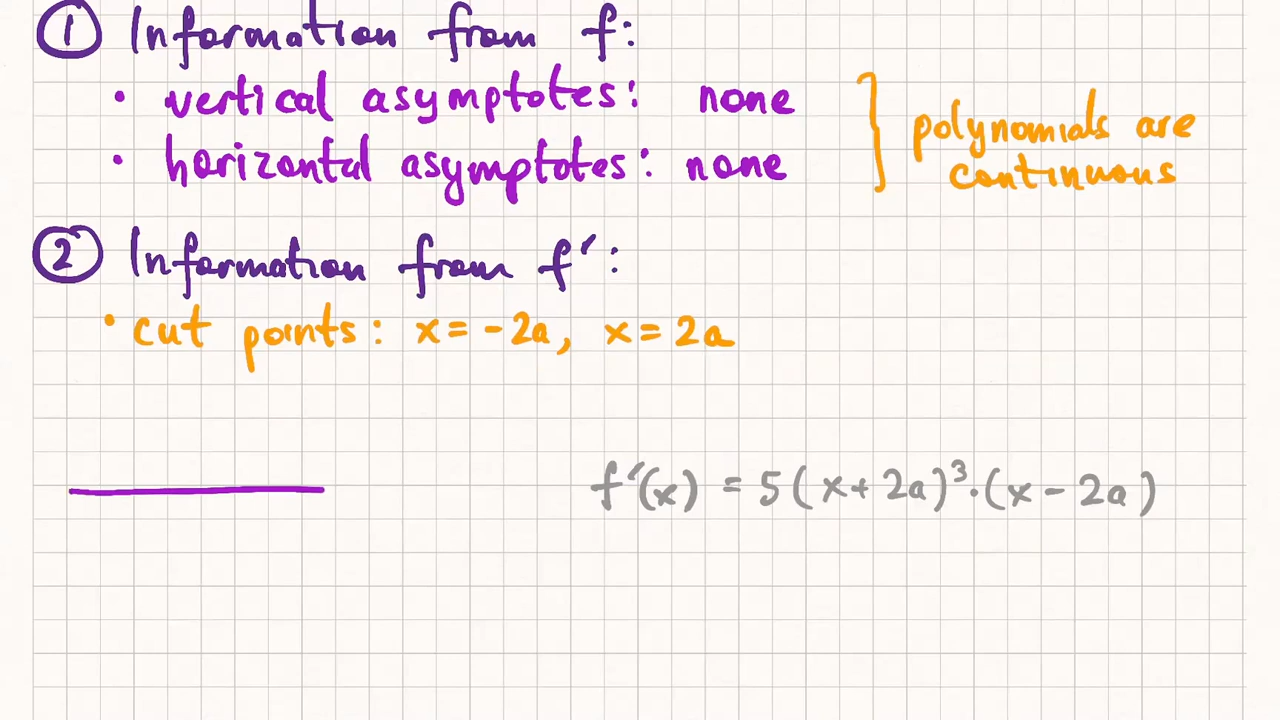 ① Information from f:
• vertical asymptotes: none
• horizontal asymptotes: none
polynomials are
continuous
② Information from f':
• cut points: x = -2a, x = 2a
f'(x) = 5(x+2a)³·(x-2a)